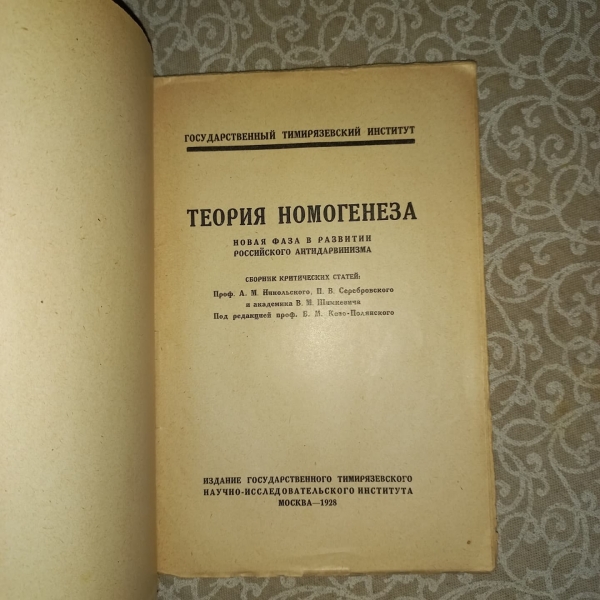 ГОСУДАРСТВЕННЫЙ ТИМИРЯЗЕВСКИЙ ИНСТИТУТ
ТЕОРИЯ НОМОГЕНЕЗА
НОВАЯ ФАЗА В РАЗВИТИИ
РОССИЙСКОГО АНТИДАРВИНИЗМА
СБОРНИК КРИТИЧЕСКИХ СТАТЕЙ:
Проф. А. М. Никольского, П. В. Серебровского
и академика В. М. Шимкевича
Под редакцией проф. Б. М. Козо-Полянского
ИЗДАНИЕ ГОСУДАРСТВЕННОГО ТИМИРЯЗЕВСКОГО
НАУЧНО-ИССЛЕДОВАТЕЛЬСКОГО ИНСТИТУТА
МОСКВА—1928